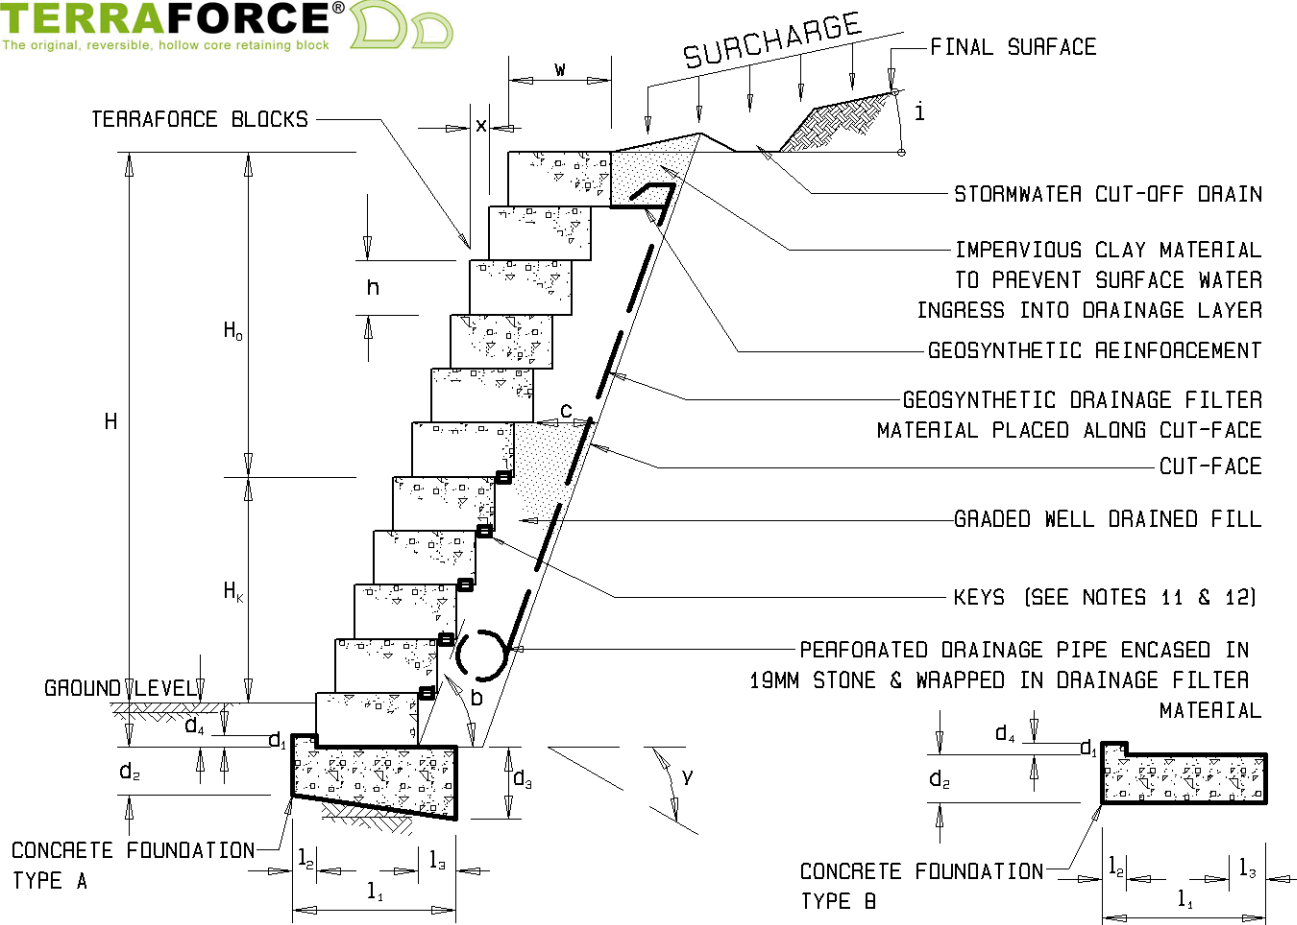 TERRAFORCE®
The original, reversible, hollow core retaining block
SURCHARGE
FINAL SURFACE
W
X
i
TERRAFORCE BLOCKS
STORMWATER CUT-OFF DRAIN
IMPERVIOUS CLAY MATERIAL
TO PREVENT SURFACE WATER
INGRESS INTO DRAINAGE LAYER
h
H₀
GEOSYNTHETIC REINFORCEMENT
GEOSYNTHETIC DRAINAGE FILTER
MATERIAL PLACED ALONG CUT-FACE
H
c
CUT-FACE
GRADED WELL DRAINED FILL
Hₖ
KEYS (SEE NOTES 11 & 12)
PERFORATED DRAINAGE PIPE ENCASED IN
19MM STONE & WRAPPED IN DRAINAGE FILTER
MATERIAL
GROUND LEVEL
b
d₄
d₁
d₂
d₃
y
d₄
d₁
d₂
CONCRETE FOUNDATION
TYPE A
l₂
l₃
l₁
CONCRETE FOUNDATION
TYPE B
l₂
l₃
l₁